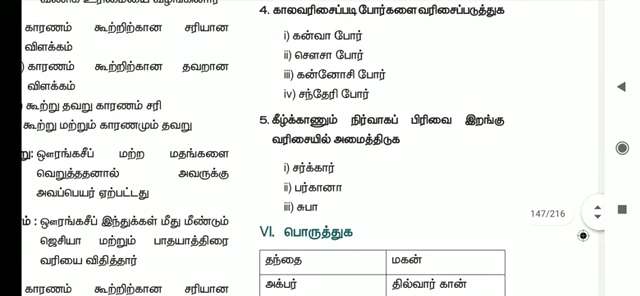 காரணம் கூற்றிற்கான சரியான
விளக்கம்
காரணம் கூற்றிற்கான தவறான
விளக்கம்
கூற்று தவறு காரணம் சரி
கூற்று மற்றும் காரணமும் தவறு
ஔரங்கசீப் மற்ற மதங்களை
வெறுத்ததனால் அவருக்கு
அவப்பெயர் ஏற்பட்டது
ம் : ஔரங்கசீப் இந்துக்கள் மீது மீண்டும்
ஜெசியா மற்றும் பாதயாத்திரை
வரியை விதித்தார்
காரணம் கூற்றிற்கான சரியான
4. காலவரிசைப்படி போர்களை வரிசைப்படுத்துக
i) கன்வா போர்
ii) சௌசா போர்
iii) கன்னோசி போர்
iv) சந்தேரி போர்
5. கீழ்க்காணும் நிர்வாகப் பிரிவை இறங்கு
வரிசையில் அமைத்திடுக
i) சர்க்கார்
ii) பர்கானா
iii) சுபா
147/216
VI. பொருத்துக
தந்தை மகன்
அக்பர் தில்வார் கான்